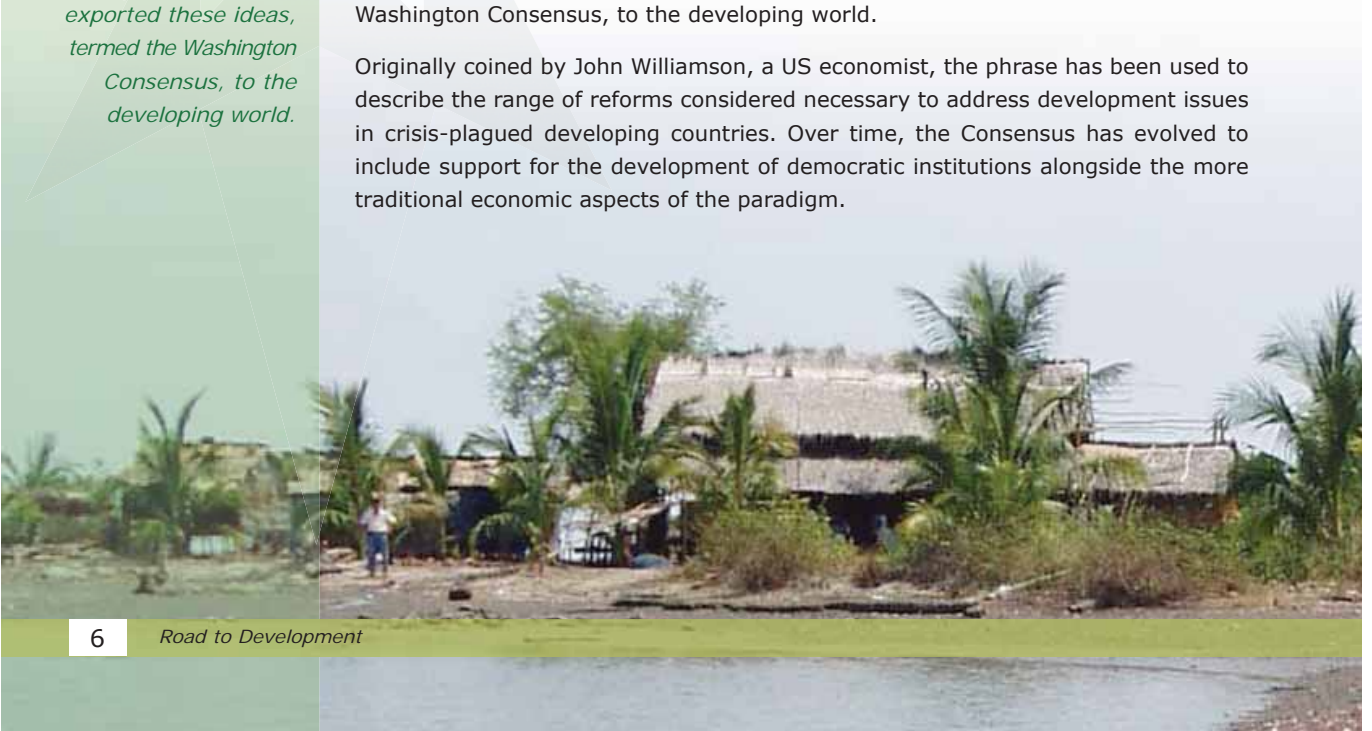 exported these ideas,
termed the Washington
Consensus, to the
developing world.
Washington Consensus, to the developing world.
Originally coined by John Williamson, a US economist, the phrase has been used to
describe the range of reforms considered necessary to address development issues
in crisis-plagued developing countries. Over time, the Consensus has evolved to
include support for the development of democratic institutions alongside the more
traditional economic aspects of the paradigm.
6 Road to Development